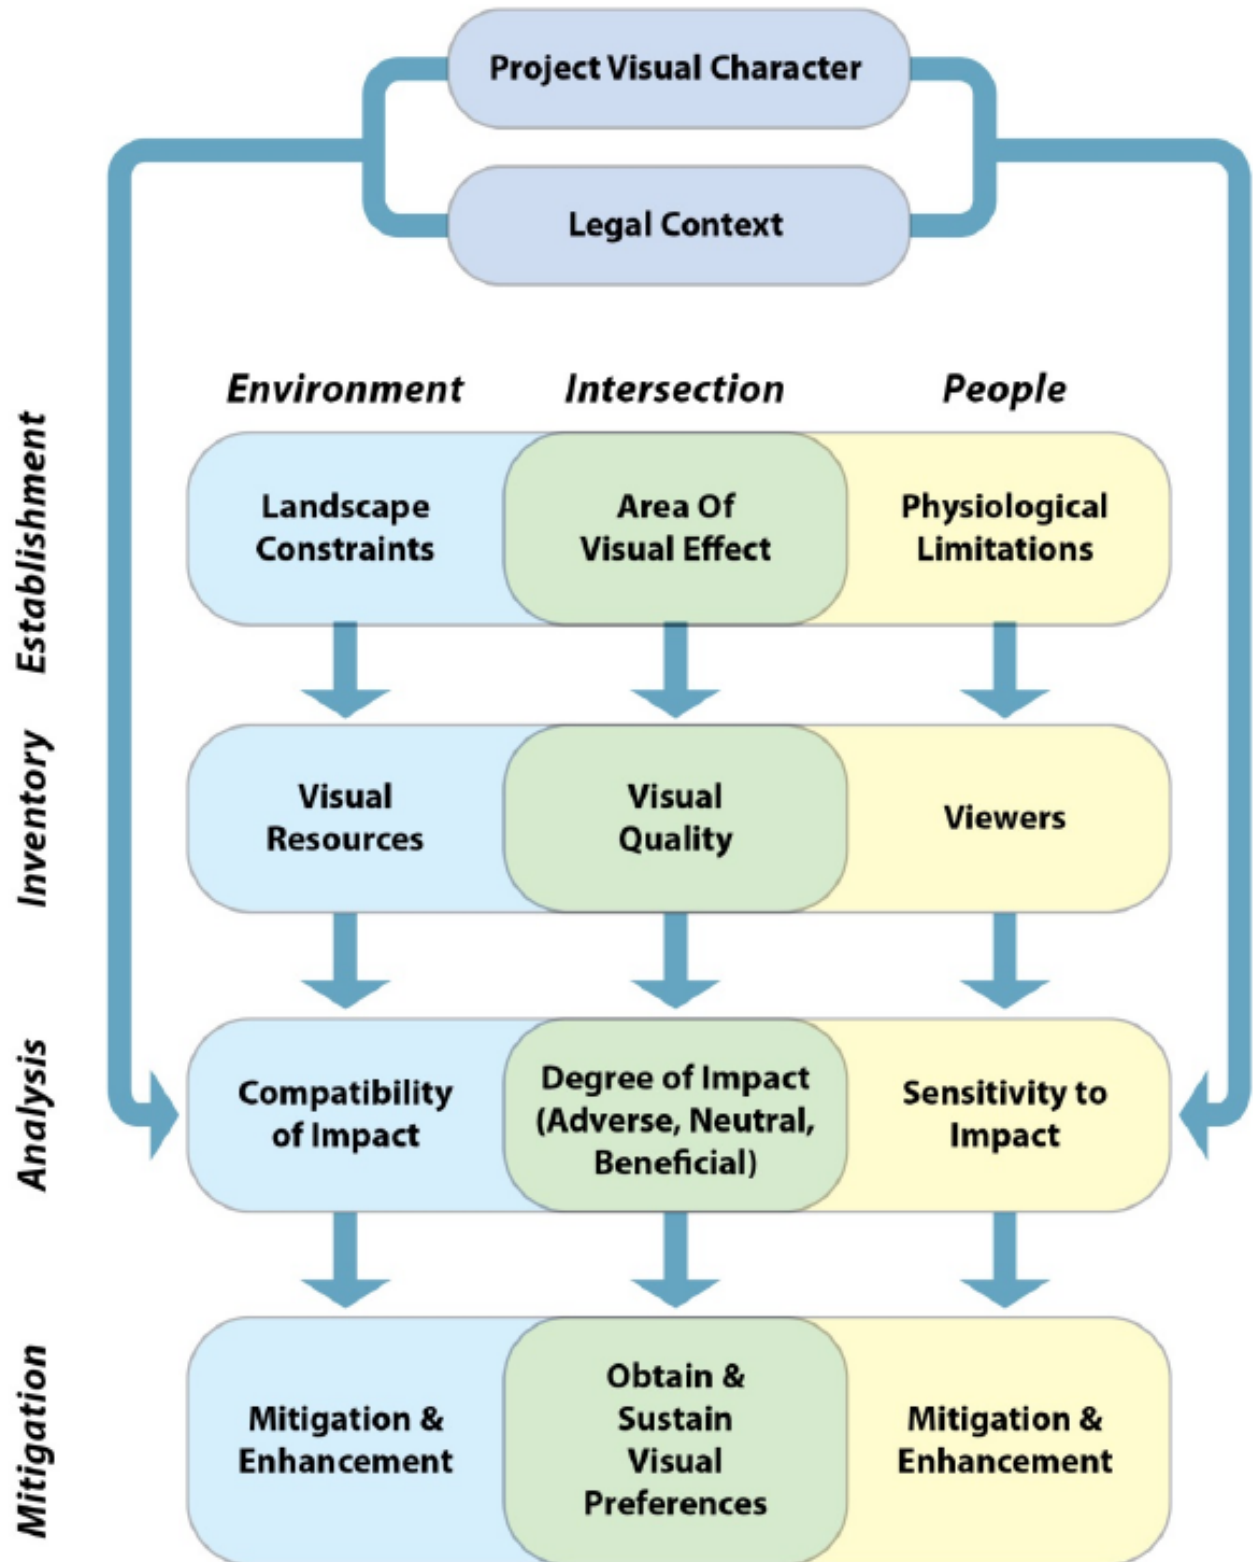 Project Visual Character
Legal Context
Environment
Intersection
People
Establishment
Landscape
Constraints
Area Of
Visual Effect
Physiological
Limitations
Inventory
Visual
Resources
Visual
Quality
Viewers
Analysis
Compatibility
of Impact
Degree of Impact
(Adverse, Neutral,
Beneficial)
Sensitivity to
Impact
Mitigation
Mitigation &
Enhancement
Obtain &
Sustain
Visual
Preferences
Mitigation &
Enhancement